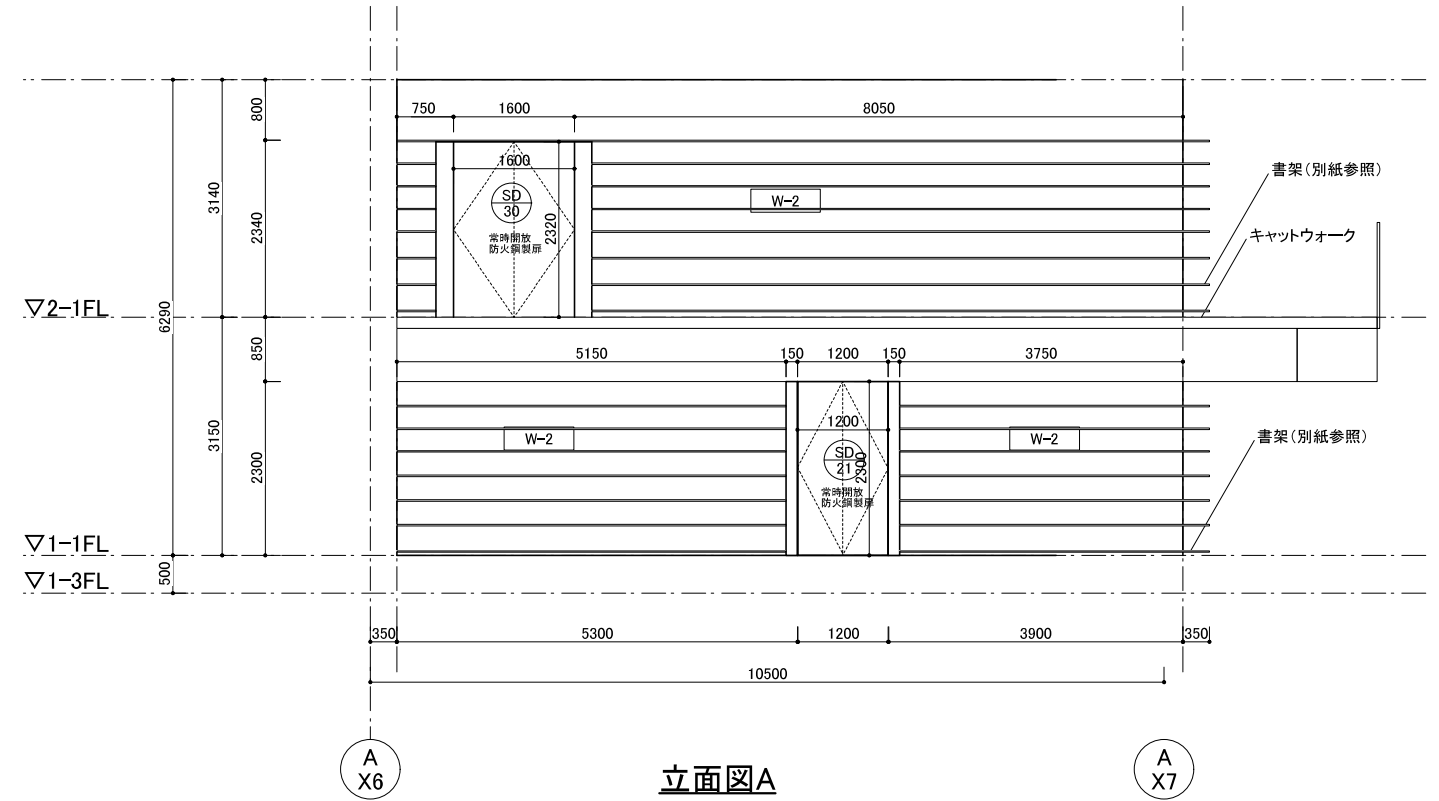 750
1600
8050
800
1600
書架(別紙参照)
W-2
SD
30
3140
2340
2320
常時開放
防火鋼製扉
キャットウォーク
▽2-1FL
6290
850
5150
150
1200
150
3750
1200
W-2
W-2
書架(別紙参照)
3150
2300
SD
21
2300
常時開放
防火鋼製扉
▽1-1FL
500
▽1-3FL
350
5300
1200
3900
350
10500
A
X6
立面図A
A
X7